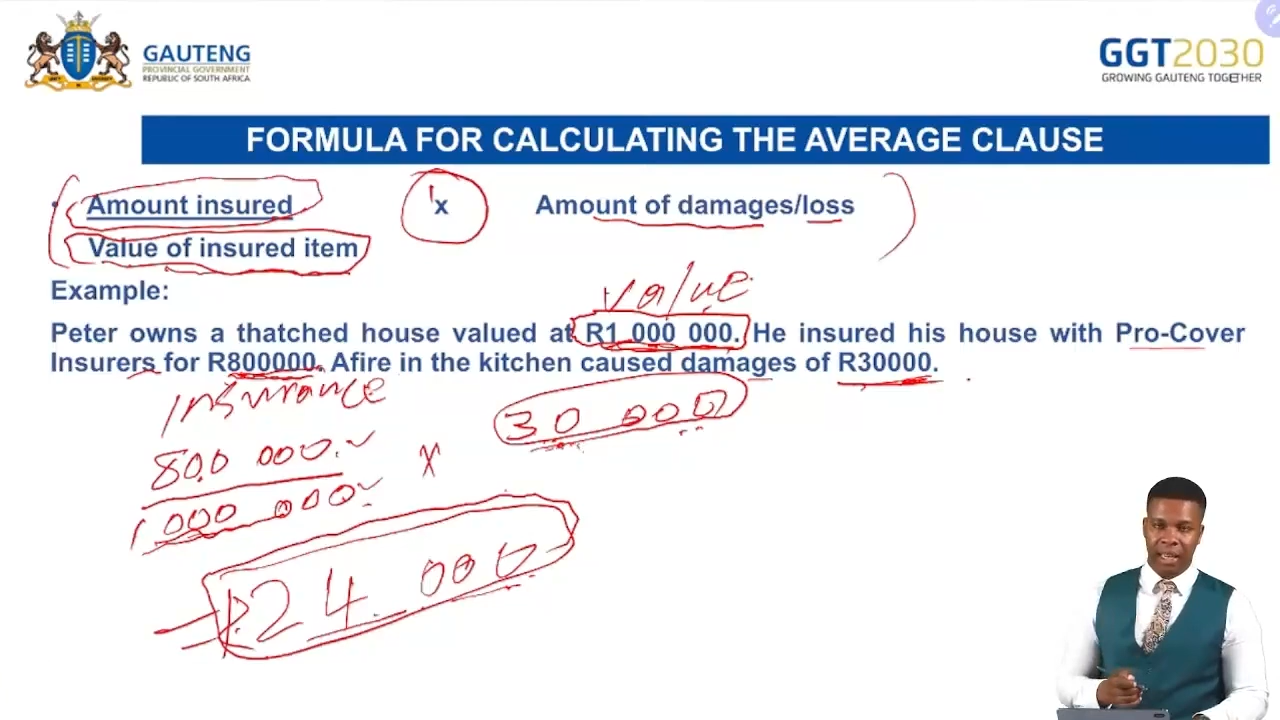 GAUTENG
PROVINCIAL GOVERNMENT
REPUBLIC OF SOUTH AFRICA
GGT2030
GROWING GAUTENG TOGETHER
FORMULA FOR CALCULATING THE AVERAGE CLAUSE
Amount insured x Amount of damages/loss
Value of insured item
Example:
value
Peter owns a thatched house valued at R1 000 000. He insured his house with Pro-Cover
Insurers for R800000. Afire in the kitchen caused damages of R30000.
Insurance
800 000 x 30 000
1 000 000
= R24 000